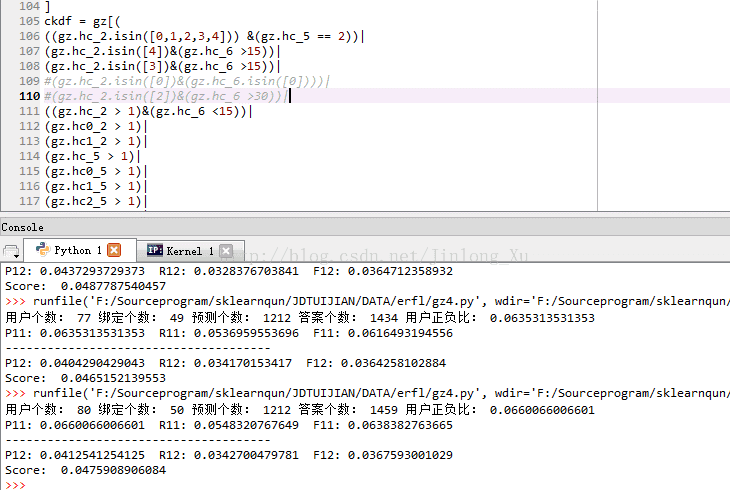 104 ]
105 ckdf = gz[(
106 ((gz.hc_2.isin([0,1,2,3,4])) &(gz.hc_5 == 2))|
107 (gz.hc_2.isin([4])&(gz.hc_6 >15))|
108 (gz.hc_2.isin([3])&(gz.hc_6 >15))|
109 #(gz.hc_2.isin([0])&(gz.hc_6.isin([0])))|
110 #(gz.hc_2.isin([2])&(gz.hc_6 >30))|
111 ((gz.hc_2 > 1)&(gz.hc_6 <15))|
112 (gz.hc0_2 > 1)|
113 (gz.hc1_2 > 1)|
114 (gz.hc_5 > 1)|
115 (gz.hc0_5 > 1)|
116 (gz.hc1_5 > 1)|
117 (gz.hc2_5 > 1)|
Console
Python 1 IP: Kernel 1
http://blog.csdn.net/Jinlong_Xu
P12: 0.0437293729373 R12: 0.0328376703841 F12: 0.0364712358932
Score: 0.0487787540457
>>> runfile('F:/Sourceprogram/sklearnqun/JDTUIJIAN/DATA/erfl/gz4.py', wdir='F:/Sourceprogram/sklearnqun/
用户个数: 77 绑定个数: 49 预测个数: 1212 答案个数: 1434 用户正负比: 0.0635313531353
P11: 0.0635313531353 R11: 0.0536959553696 F11: 0.0616493194556
------------------------------------
P12: 0.0404290429043 R12: 0.034170153417 F12: 0.0364258102884
Score: 0.0465152139553
>>> runfile('F:/Sourceprogram/sklearnqun/JDTUIJIAN/DATA/erfl/gz4.py', wdir='F:/Sourceprogram/sklearnqun/
用户个数: 80 绑定个数: 50 预测个数: 1212 答案个数: 1459 用户正负比: 0.0660066006601
P11: 0.0660066006601 R11: 0.0548320767649 F11: 0.0638382763665
------------------------------------
P12: 0.0412541254125 R12: 0.0342700479781 F12: 0.0367593001029
Score: 0.0475908906084
>>>